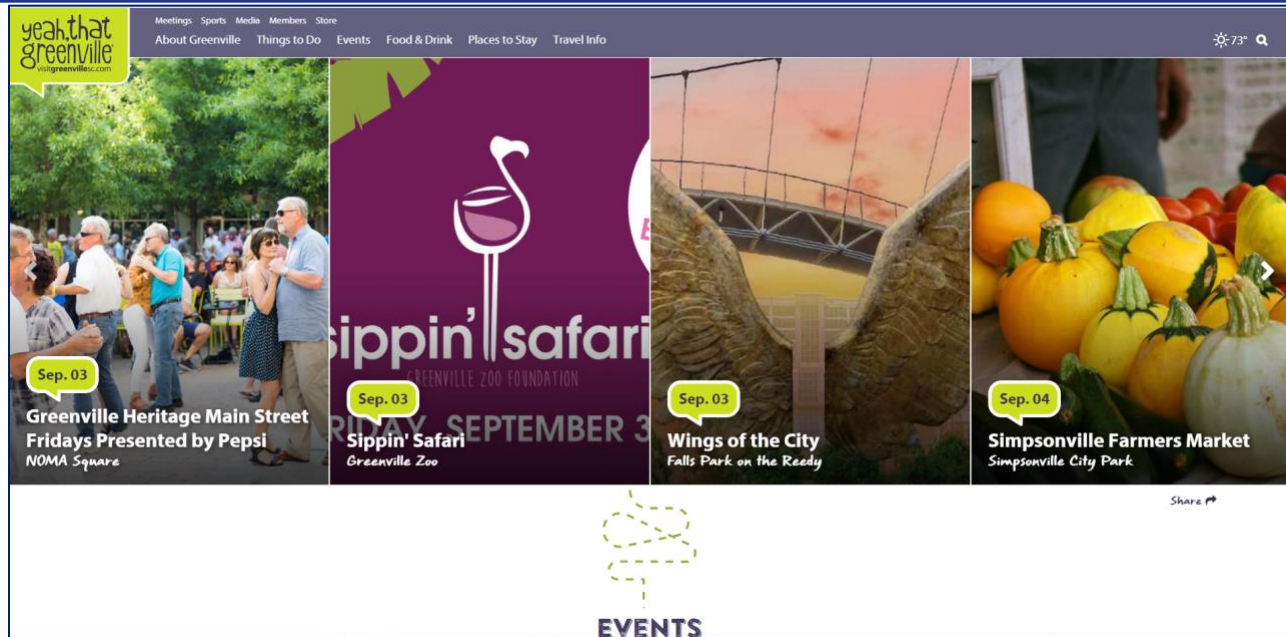 yeah,that
greenville
visitgreenvillesc.com
Meetings Sports Media Members Store
About Greenville Things to Do Events Food & Drink Places to Stay Travel Info
73°
Sep. 03
Greenville Heritage Main Street
Fridays Presented by Pepsi
NOMA Square
sippin' safari
GREENVILLE ZOO FOUNDATION
FRIDAY, SEPTEMBER 3
Sep. 03
Sippin' Safari
Greenville Zoo
Sep. 03
Wings of the City
Falls Park on the Reedy
Sep. 04
Simpsonville Farmers Market
Simpsonville City Park
Share
EVENTS